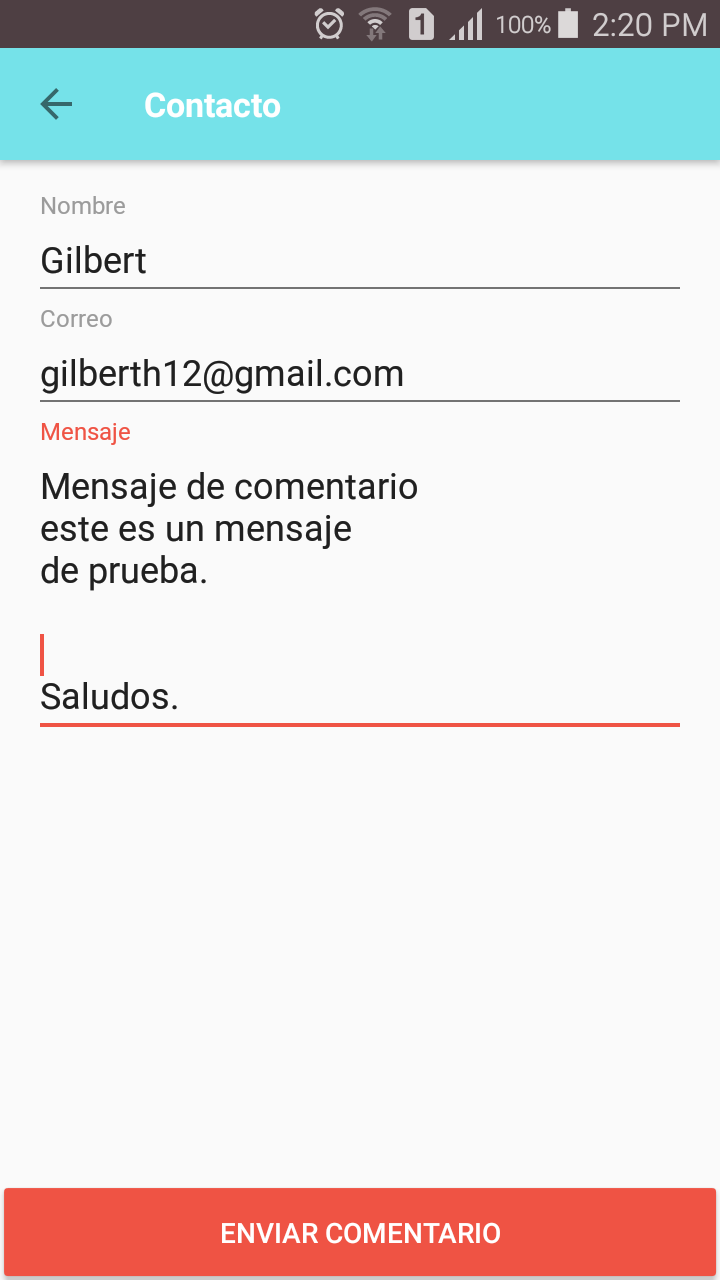 1 100% 2:20 PM
Contacto
Nombre
Gilbert
Correo
gilberth12@gmail.com
Mensaje
Mensaje de comentario
este es un mensaje
de prueba.
Saludos.
ENVIAR COMENTARIO